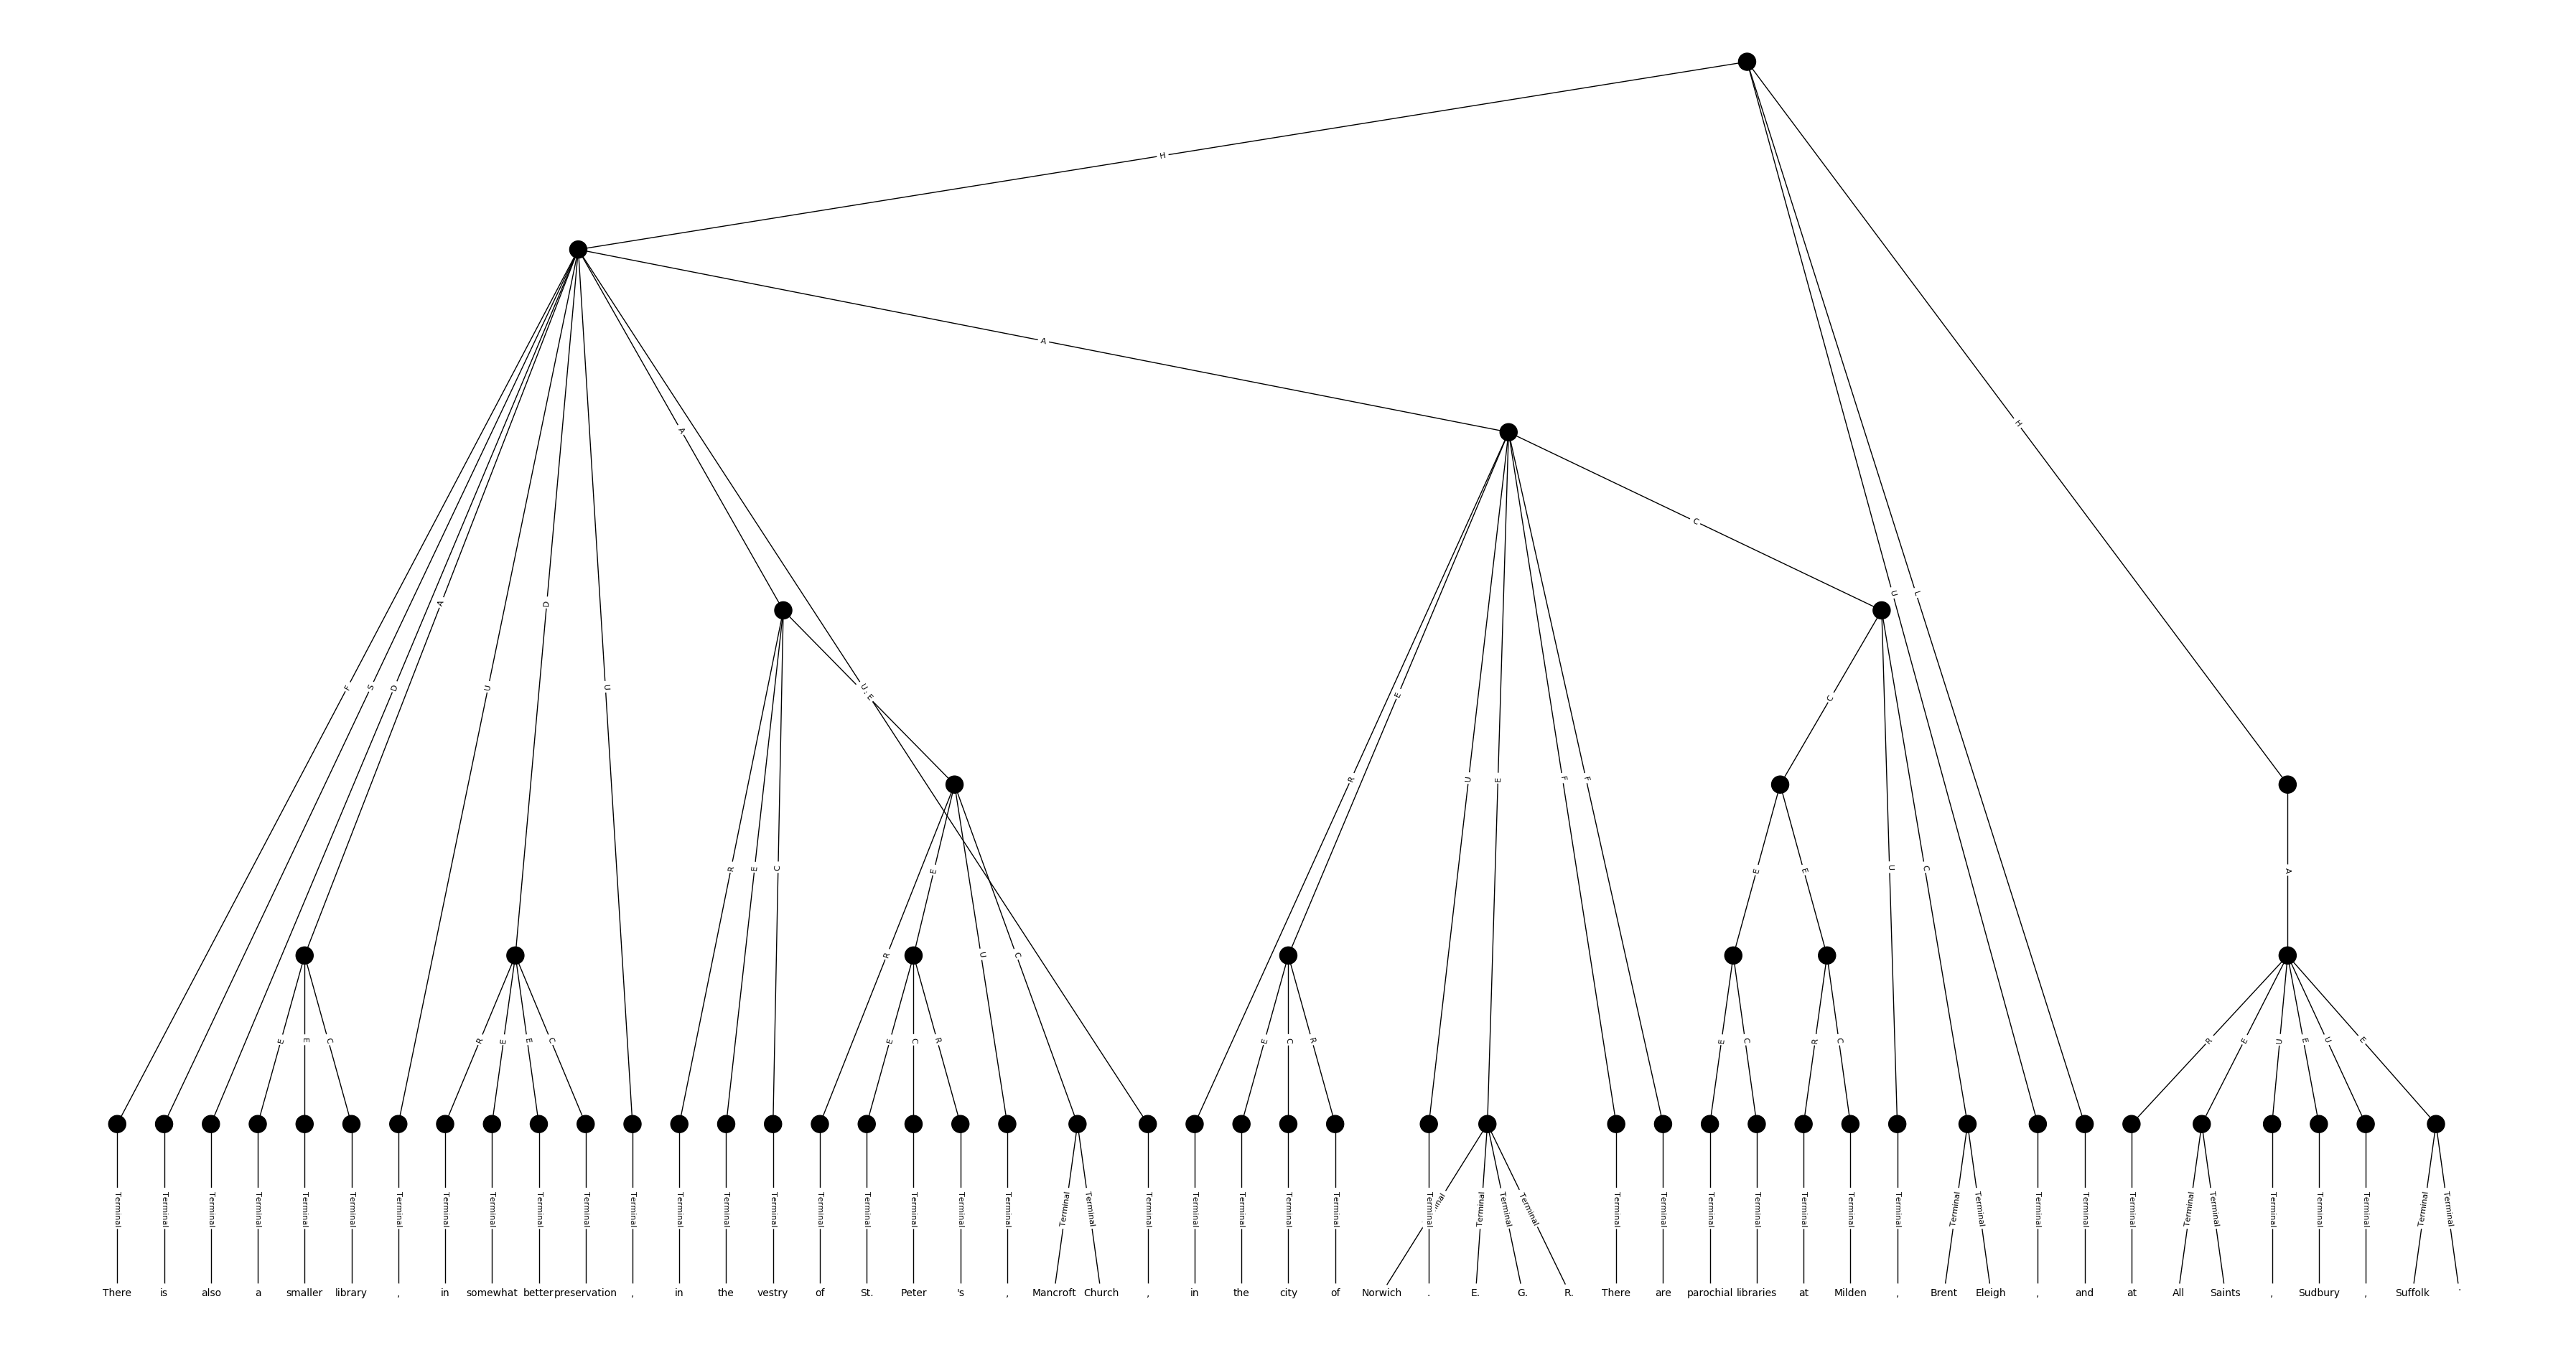 H
A
A
C
H
F S D A U D U U E R E U E F F C U L
R E C R E U C E E U C A
E E C R E E C E C R E C R E C R C R E U E U E
Terminal Terminal Terminal Terminal Terminal Terminal Terminal Terminal Terminal Terminal Terminal Terminal Terminal Terminal Terminal Terminal Terminal Terminal Terminal Terminal Terminal Terminal Terminal Terminal Terminal Terminal Terminal Terminal Terminal Terminal Terminal Terminal Terminal Terminal Terminal Terminal Terminal Terminal Terminal Terminal Terminal Terminal Terminal Terminal Terminal Terminal Terminal Terminal Terminal Terminal
There is also a smaller library , in somewhat better preservation , in the vestry of St. Peter 's , Mancroft Church , in the city of Norwich . E. G. R. There are parochial libraries at Milden , Brent Eleigh , and at All Saints , Sudbury , Suffolk .